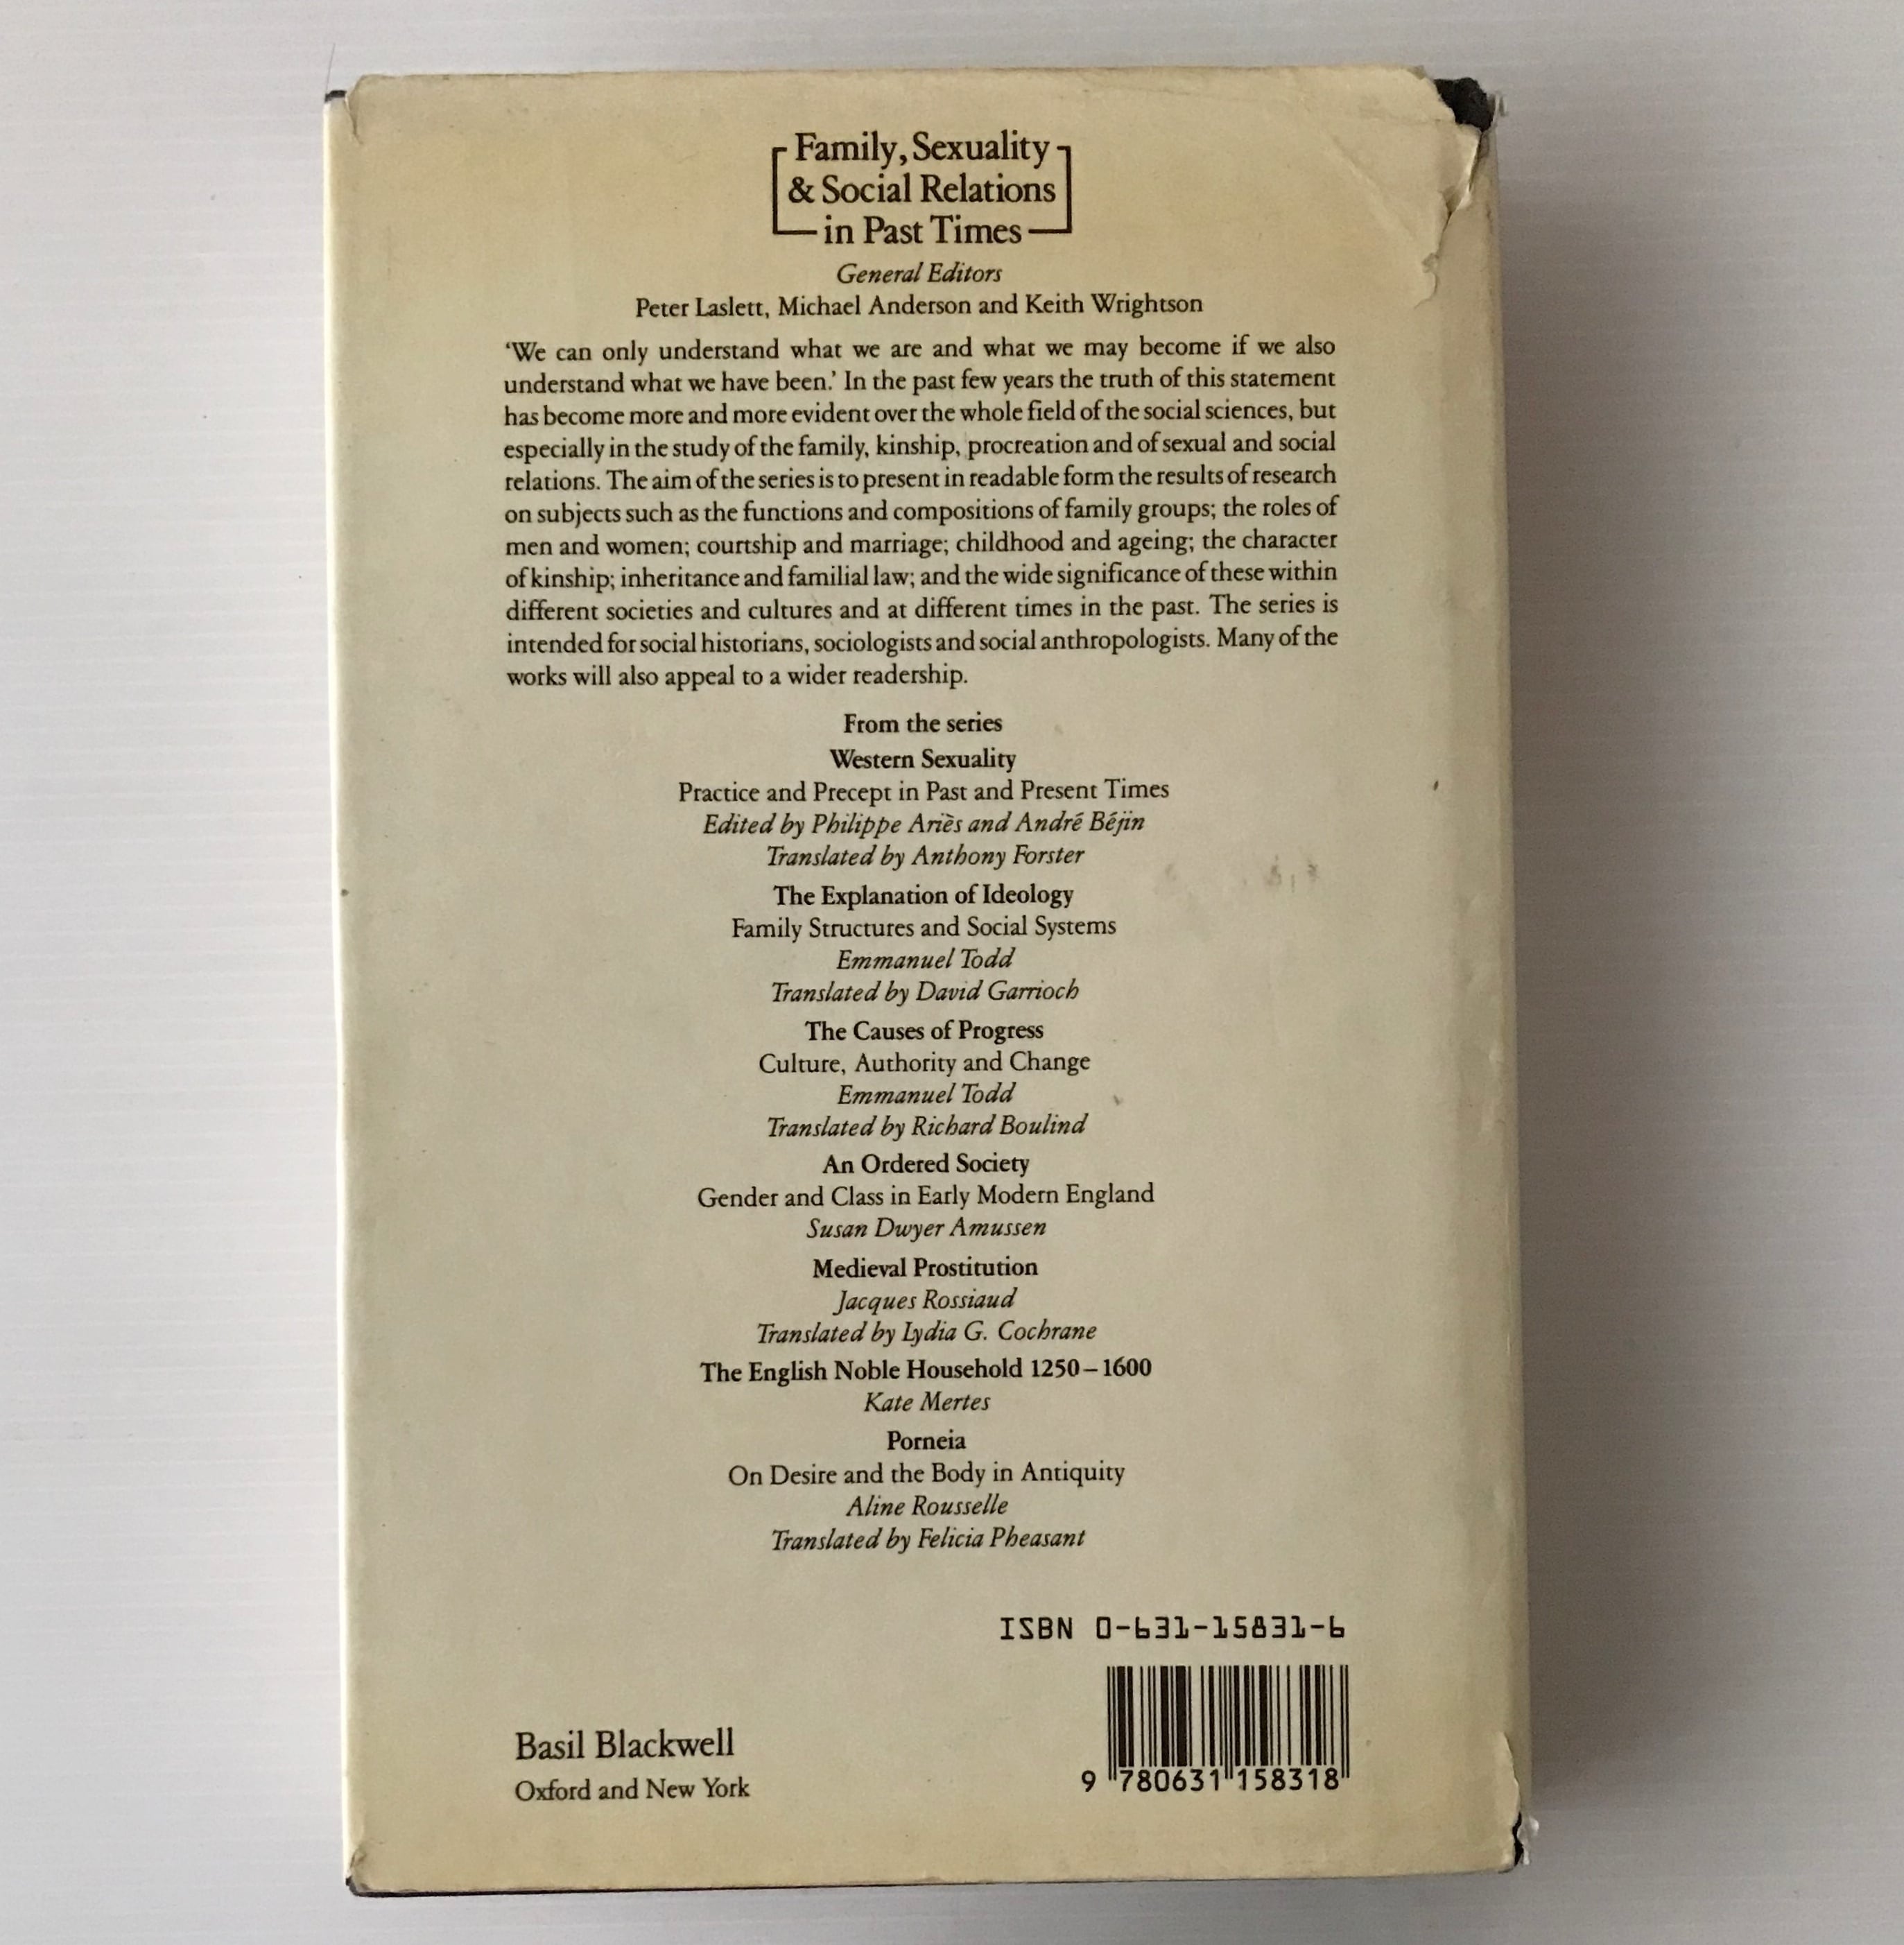 Family, Sexuality
& Social Relations
in Past Times
General Editors
Peter Laslett, Michael Anderson and Keith Wrightson
‘We can only understand what we are and what we may become if we also
understand what we have been.’ In the past few years the truth of this statement
has become more and more evident over the whole field of the social sciences, but
especially in the study of the family, kinship, procreation and of sexual and social
relations. The aim of the series is to present in readable form the results of research
on subjects such as the functions and compositions of family groups; the roles of
men and women; courtship and marriage; childhood and ageing; the character
of kinship; inheritance and familial law; and the wide significance of these within
different societies and cultures and at different times in the past. The series is
intended for social historians, sociologists and social anthropologists. Many of the
works will also appeal to a wider readership.
From the series
Western Sexuality
Practice and Precept in Past and Present Times
Edited by Philippe Ariès and André Béjin
Translated by Anthony Forster
The Explanation of Ideology
Family Structures and Social Systems
Emmanuel Todd
Translated by David Garrioch
The Causes of Progress
Culture, Authority and Change
Emmanuel Todd
Translated by Richard Boulind
An Ordered Society
Gender and Class in Early Modern England
Susan Dwyer Amussen
Medieval Prostitution
Jacques Rossiaud
Translated by Lydia G. Cochrane
The English Noble Household 1250–1600
Kate Mertes
Porneia
On Desire and the Body in Antiquity
Aline Rousselle
Translated by Felicia Pheasant
ISBN 0-631-15831-6
9 780631 158318
Basil Blackwell
Oxford and New York